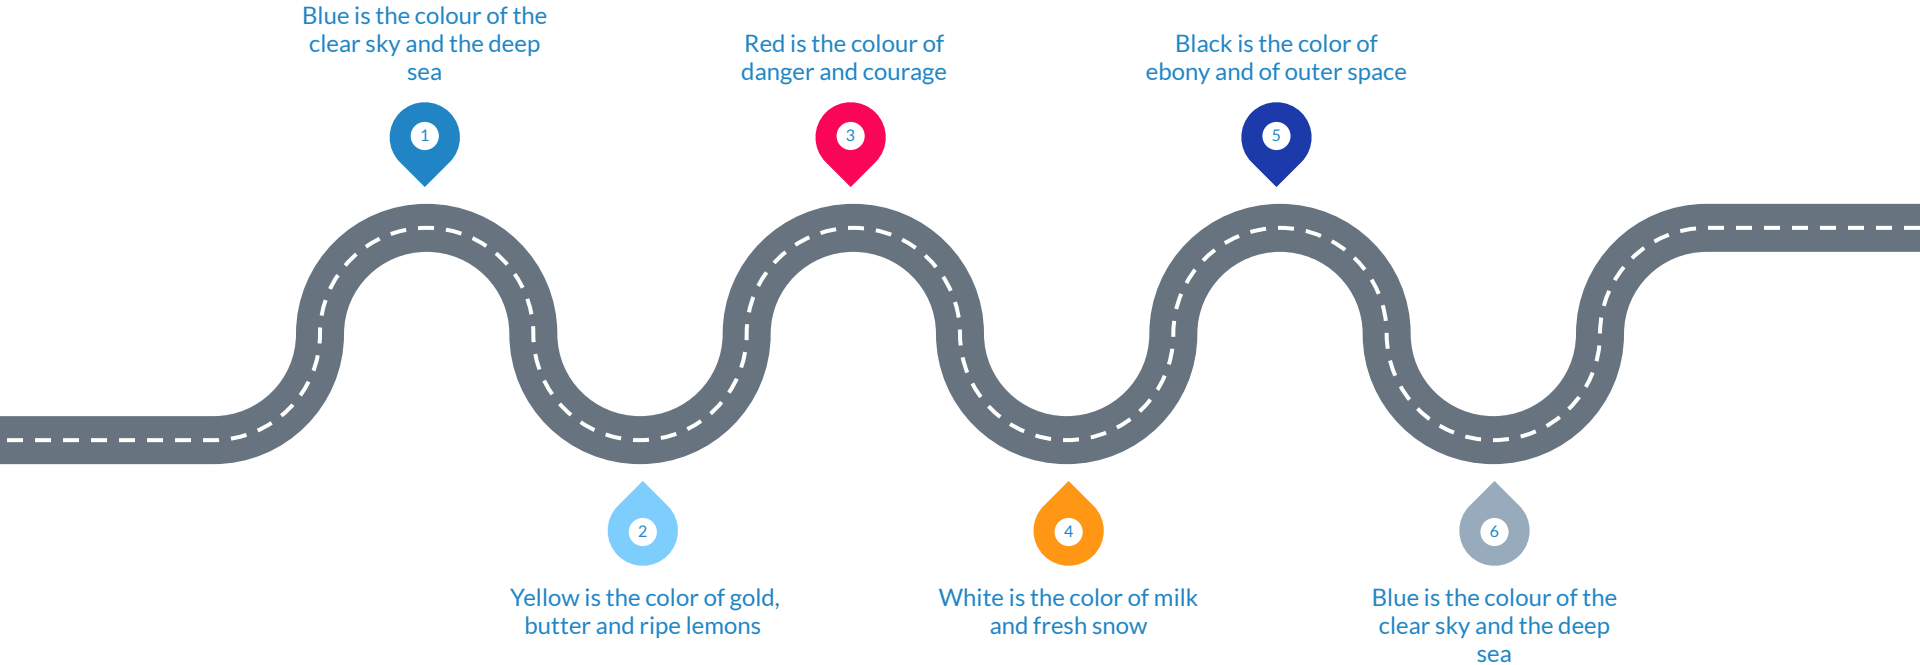 Blue is the colour of the
clear sky and the deep
sea
1
Red is the colour of
danger and courage
3
Black is the color of
ebony and of outer space
5
2
Yellow is the color of gold,
butter and ripe lemons
4
White is the color of milk
and fresh snow
6
Blue is the colour of the
clear sky and the deep
sea